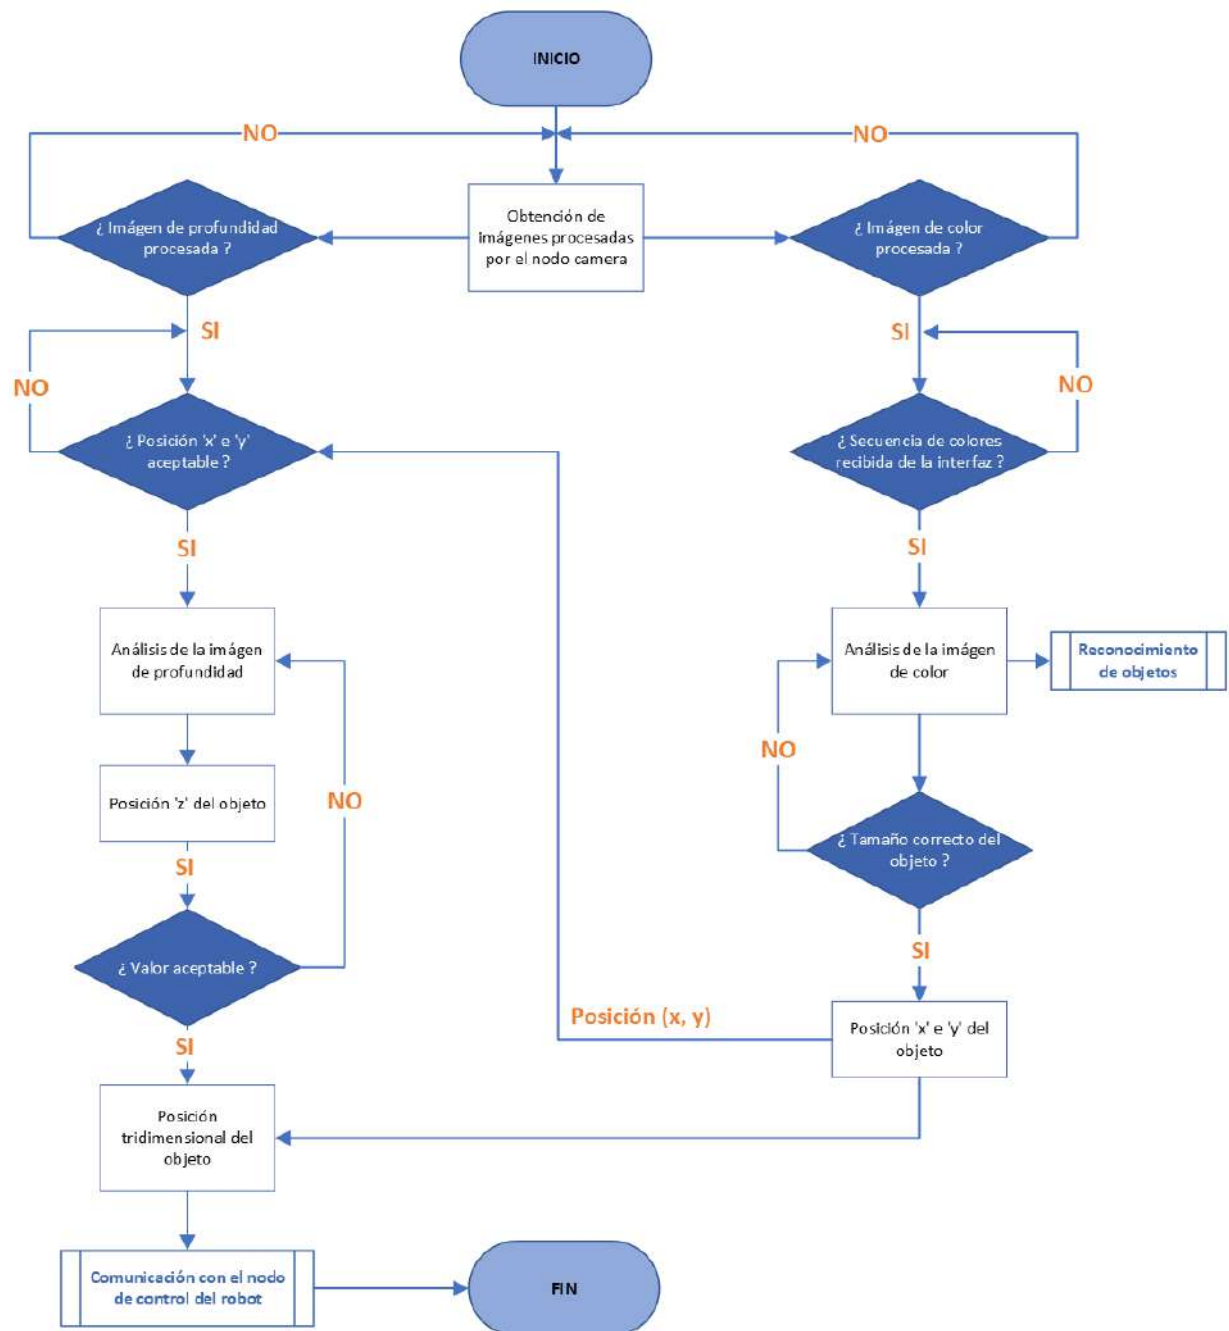 INICIO
NO
NO
¿ Imágen de profundidad
procesada ?
Obtención de
imágenes procesadas
por el nodo camera
¿ Imágen de color
procesada ?
SI
SI
NO
NO
¿ Posición 'x' e 'y'
aceptable ?
¿ Secuencia de colores
recibida de la interfaz ?
SI
SI
Análisis de la imágen
de profundidad
Análisis de la imágen
de color
Reconocimiento
de objetos
NO
Posición 'z' del objeto
NO
¿ Tamaño correcto del
objeto ?
SI
SI
¿ Valor aceptable ?
Posición (x, y)
Posición 'x' e 'y' del
objeto
SI
Posición
tridimensional del
objeto
Comunicación con el nodo
de control del robot
FIN